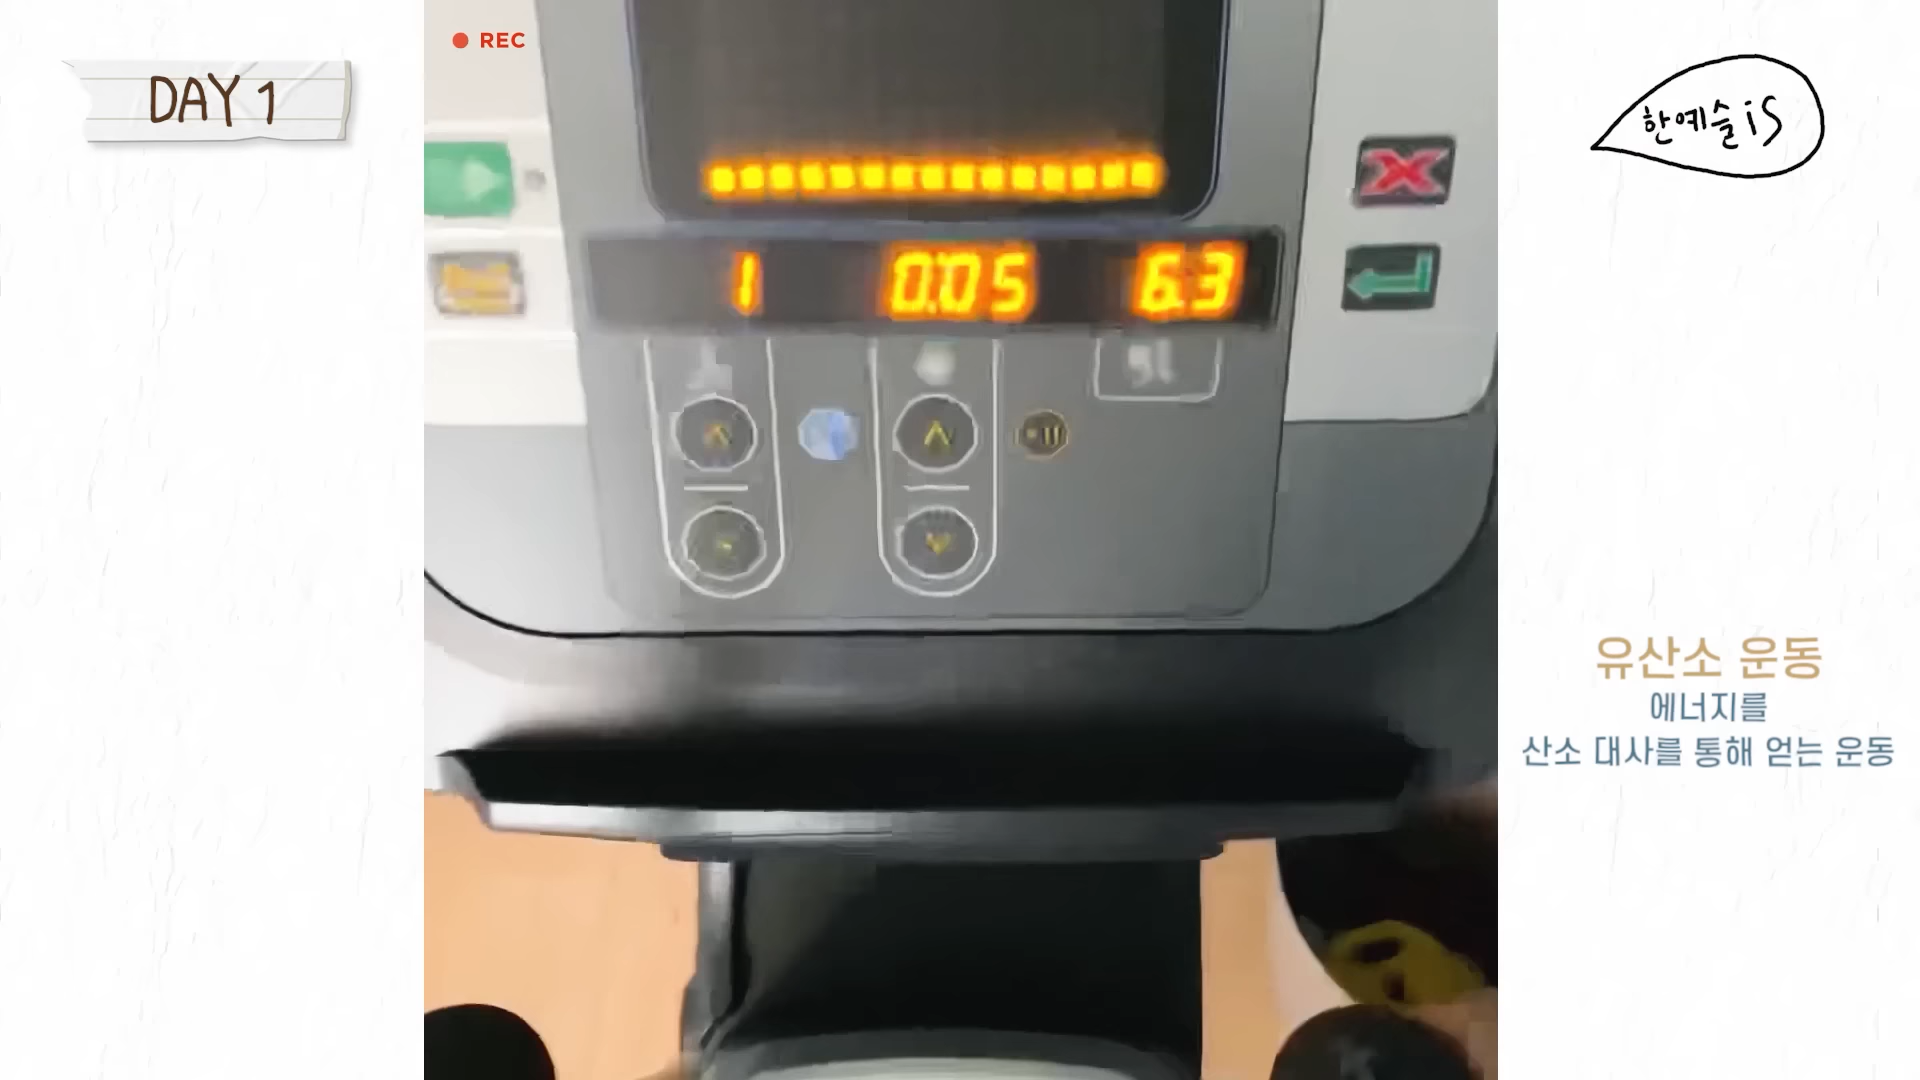 DAY 1
REC
한예슬 is
1 0:05 6.3
유산소 운동
에너지를
산소 대사를 통해 얻는 운동